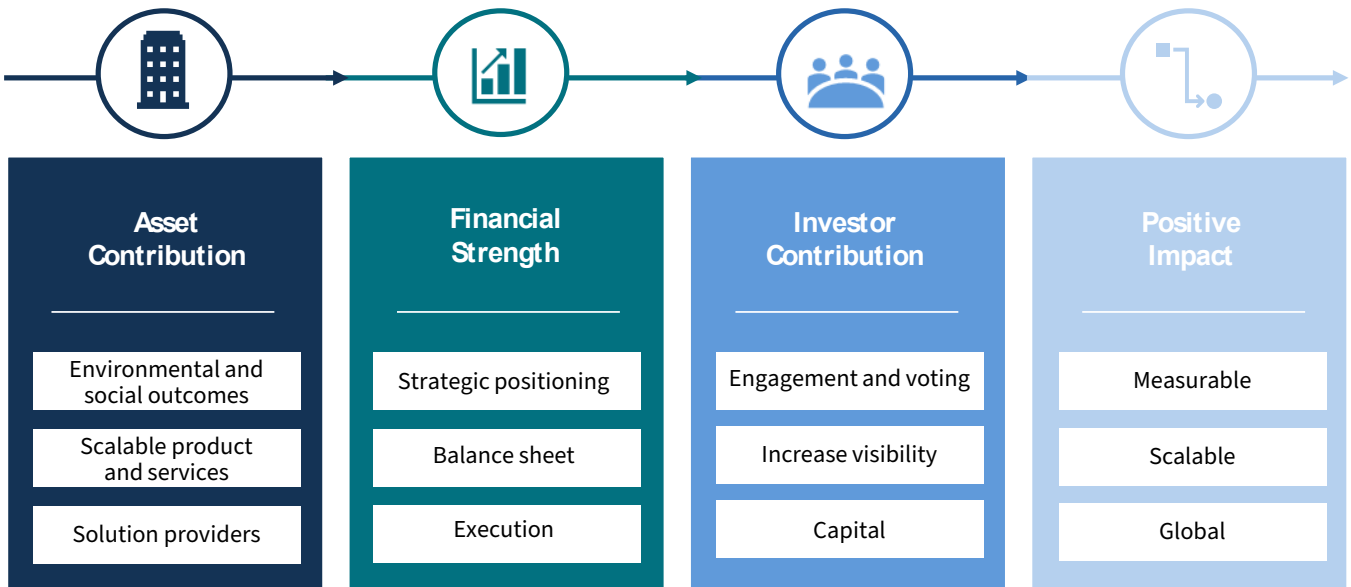 Asset
Contribution
Environmental and
social outcomes
Scalable product
and services
Solution providers
Financial
Strength
Strategic positioning
Balance sheet
Execution
Investor
Contribution
Engagement and voting
Increase visibility
Capital
Positive
Impact
Measurable
Scalable
Global